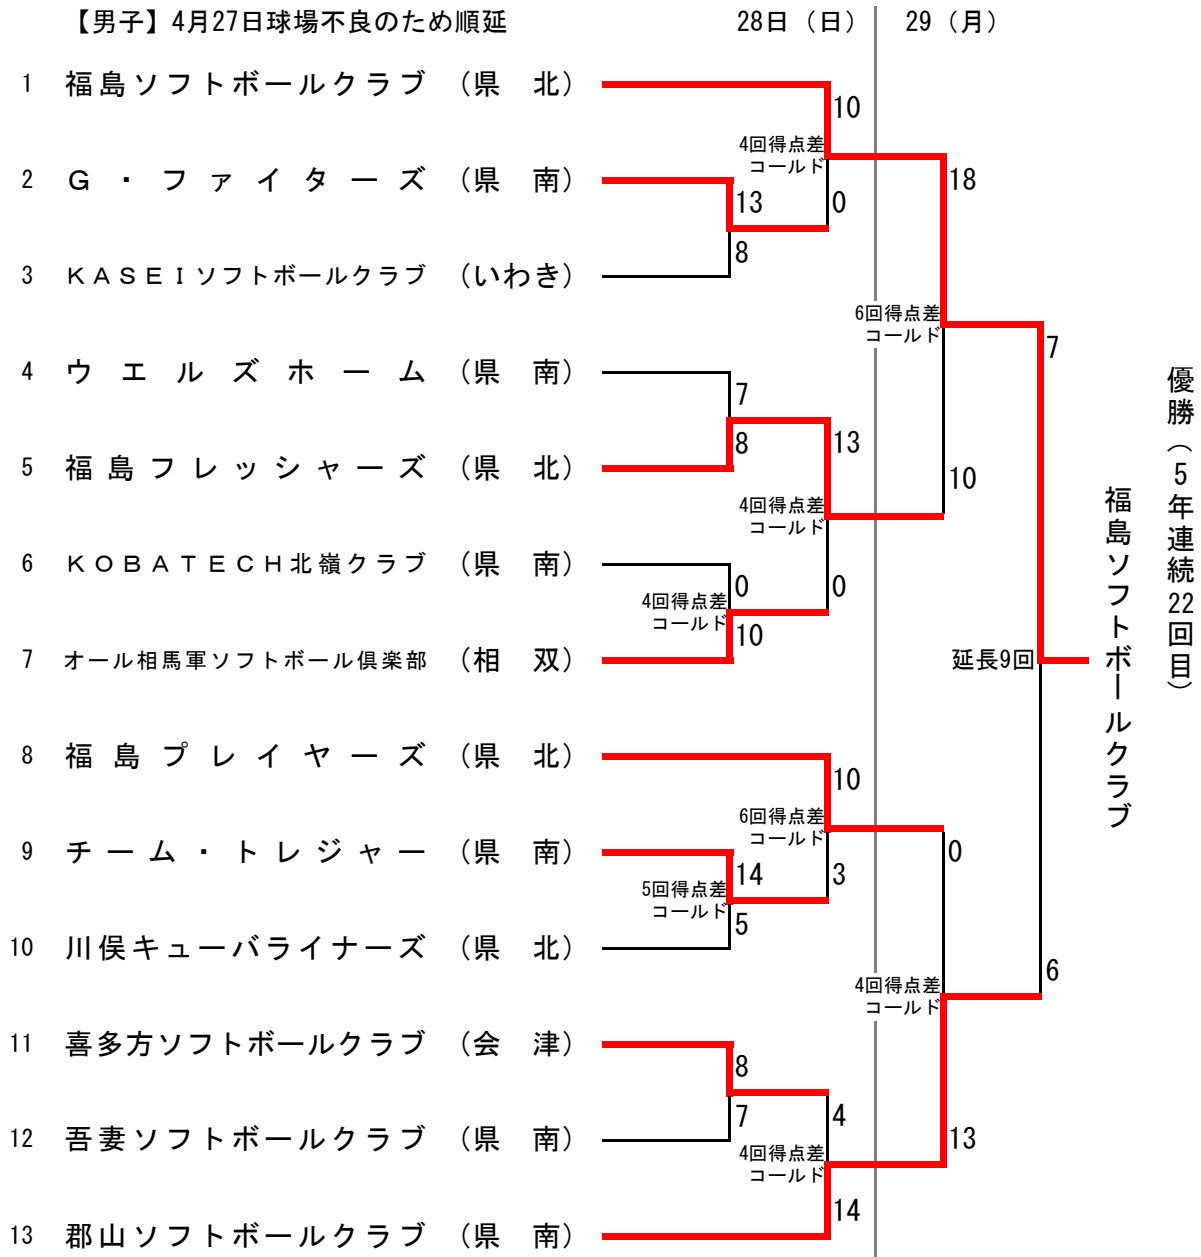 【男子】4月27日球場不良のため順延
28日（日）
29（月）
1 福島ソフトボールクラブ （県　北）
10
4回得点差
コールド
2 Ｇ・ファイターズ （県　南）
18
13
0
8
3 ＫＡＳＥＩソフトボールクラブ （いわき）
6回得点差
コールド
7
4 ウエルズホーム （県　南）
7
8
13
5 福島フレッシャーズ （県　北）
10
4回得点差
コールド
6 ＫＯＢＡＴＥＣＨ北嶺クラブ （県　南）
0
0
4回得点差
コールド
10
7 オール相馬軍ソフトボール倶楽部 （相　双）
延長9回
優勝（5年連続22回目）
福島ソフトボールクラブ
8 福島プレイヤーズ （県　北）
10
6回得点差
コールド
9 チーム・トレジャー （県　南）
0
14
3
5回得点差
コールド
5
10 川俣キューバライナーズ （県　北）
6
4回得点差
コールド
11 喜多方ソフトボールクラブ （会　津）
8
7
4
12 吾妻ソフトボールクラブ （県　南）
13
4回得点差
コールド
14
13 郡山ソフトボールクラブ （県　南）